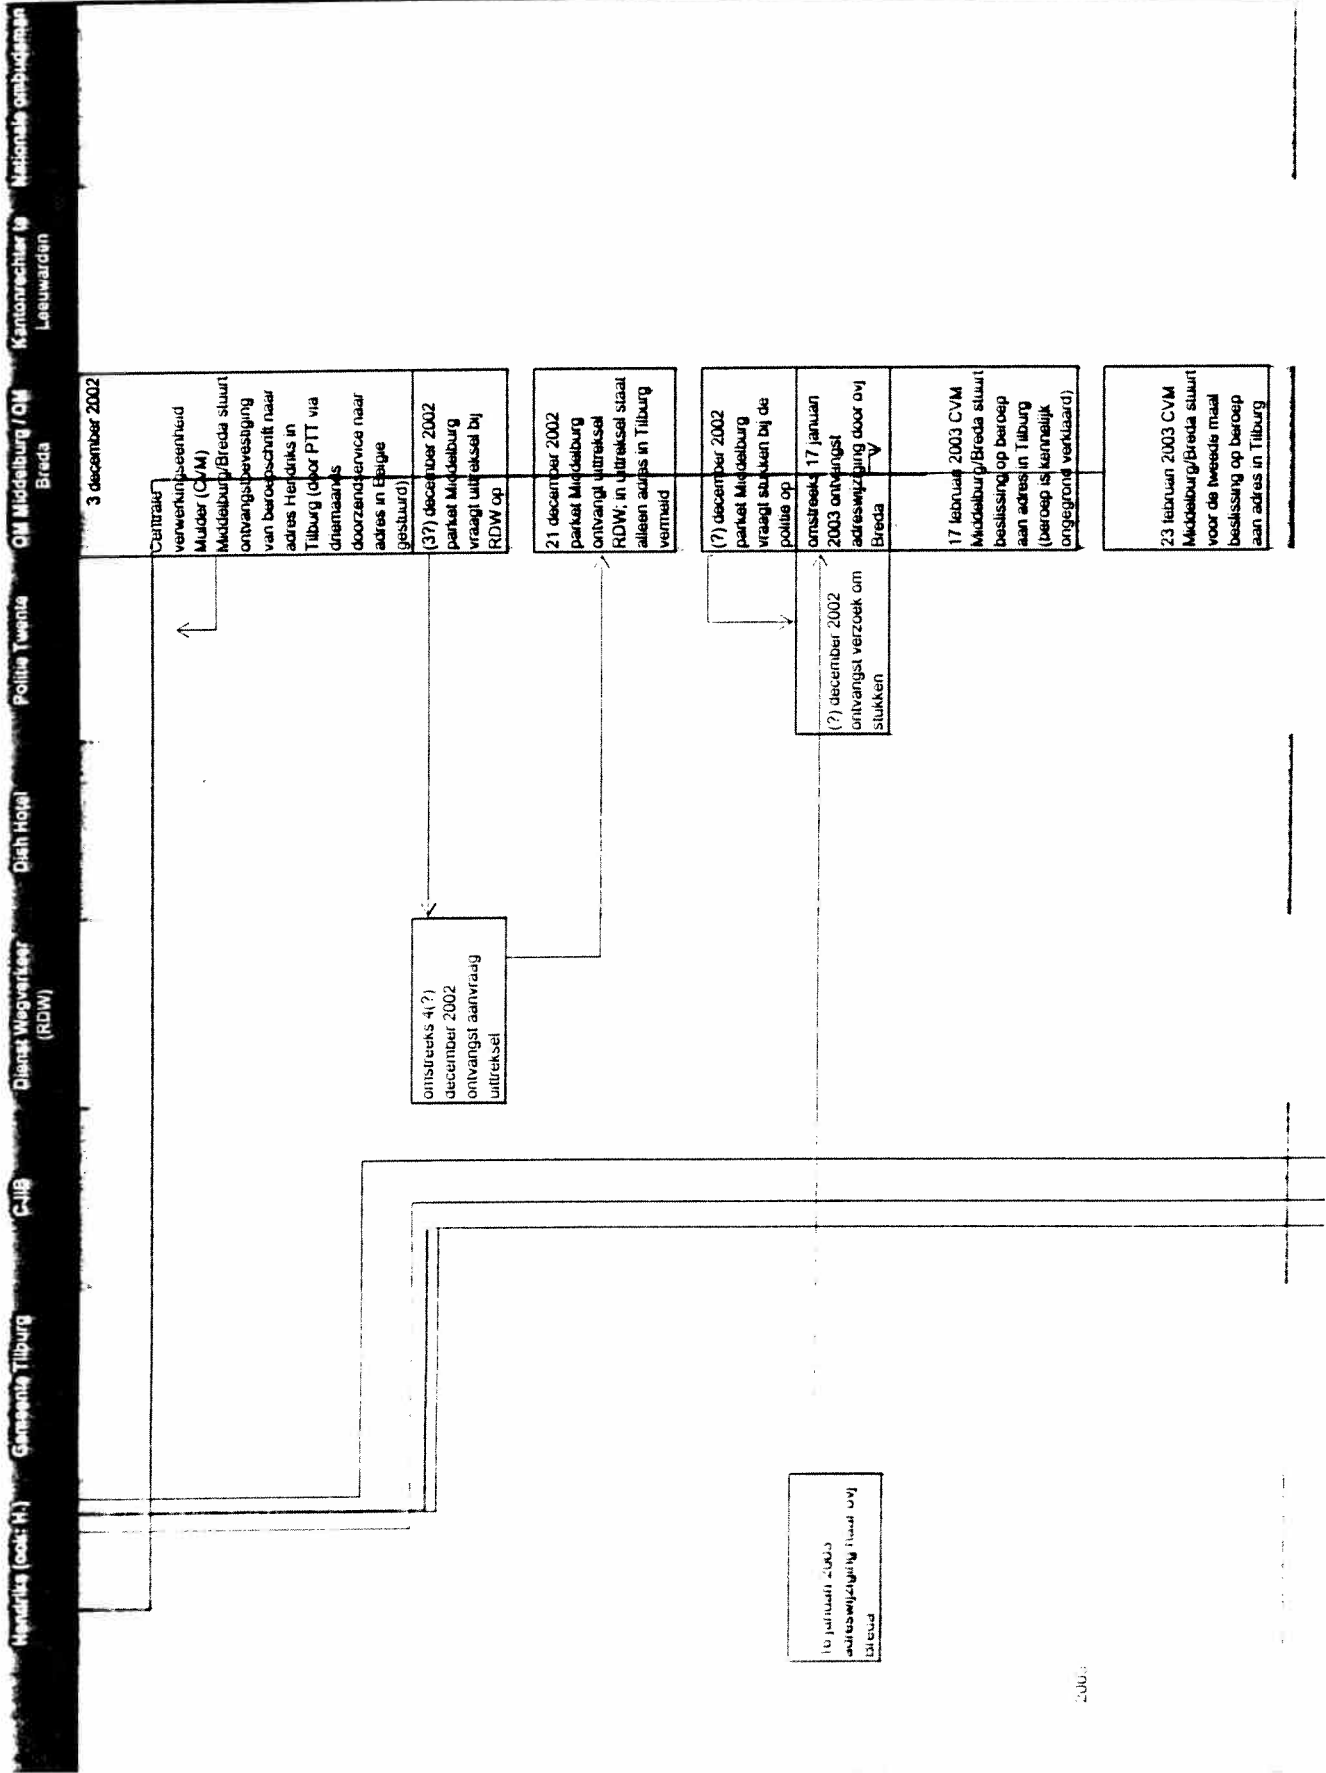 Hendriks (ook: H.)
Gemeente Tilburg
CJIB
Dienst Wegverkeer
(RDW)
Dish Hotel
Politie Twente
OM Middelburg / OM
Breda
Kantonrechter te
Leeuwarden
Nationale ombudsman
3 december 2002
Centrale
verwerkingseenheid
Mulder (CVM)
Middelburg/Breda stuurt
ontvangstbevestiging
van beroepschrift naar
adres Hendriks in
Tilburg (door PTT via
driemaands
doorzendservice naar
adres in Belgie
gestuurd)
(3?) december 2002
parket Middelburg
vraagt uittreksel bij
RDW op
omstreeks 4(?)
december 2002
ontvangst aanvraag
uittreksel
21 december 2002
parket Middelburg
ontvangt uittreksel
RDW; in uittreksel staat
alleen adres in Tilburg
vermeld
(?) december 2002
parket Middelburg
vraagt stukken bij de
politie op
(?) december 2002
ontvangst verzoek om
stukken
16 januari 2003
adreswijziging naar ovj
Breda
omstreeks 17 januari
2003 ontvangst
adreswijziging door ovj
Breda
17 februari 2003 CVM
Middelburg/Breda stuurt
beslissing op beroep
aan adres in Tilburg
(beroep is kennelijk
ongegrond verklaard)
2003
23 februari 2003 CVM
Middelburg/Breda stuurt
voor de tweede maal
beslissing op beroep
aan adres in Tilburg